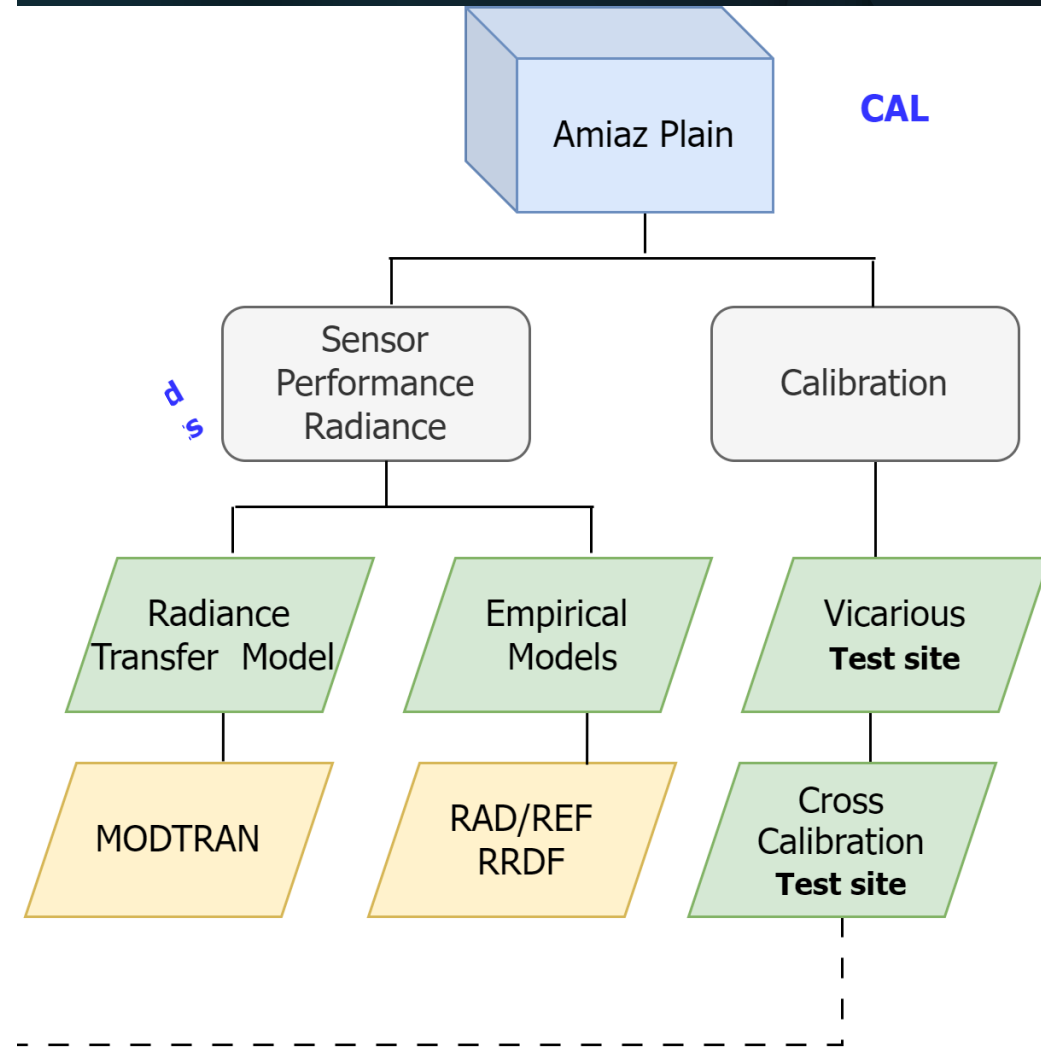 Amiaz Plain
CAL
Sensor
Performance
Radiance
Calibration
Radiance
Transfer Model
Empirical
Models
Vicarious
Test site
MODTRAN
RAD/REF
RRDF
Cross
Calibration
Test site